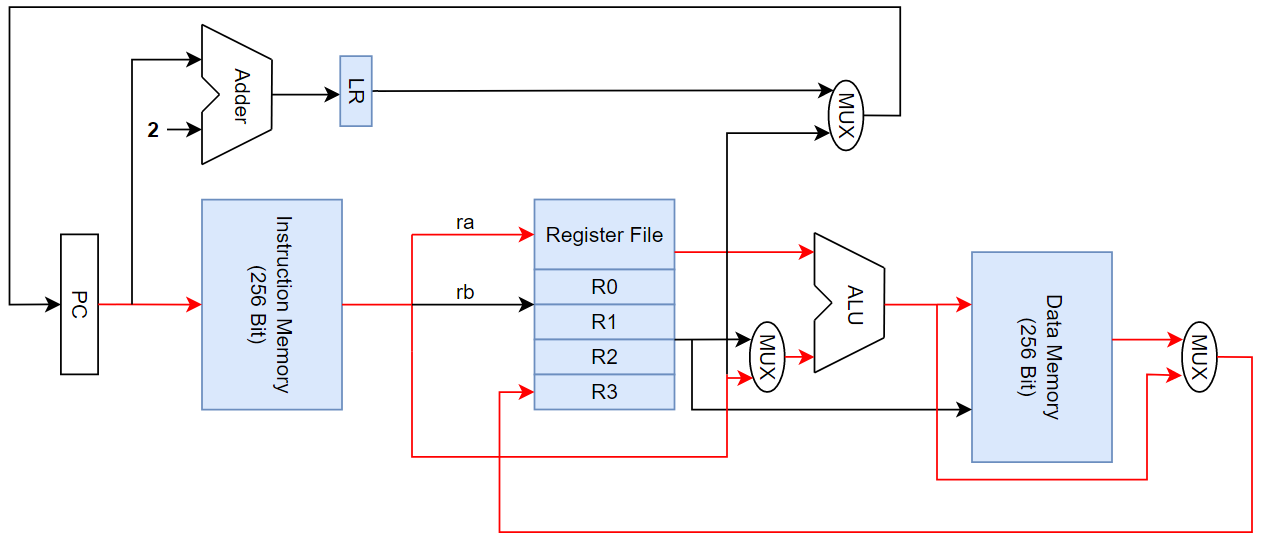 Adder
LR
MUX
2
ra
Register File
rb
R0
R1
R2
R3
PC
Instruction Memory
(256 Bit)
MUX
ALU
Data Memory
(256 Bit)
MUX